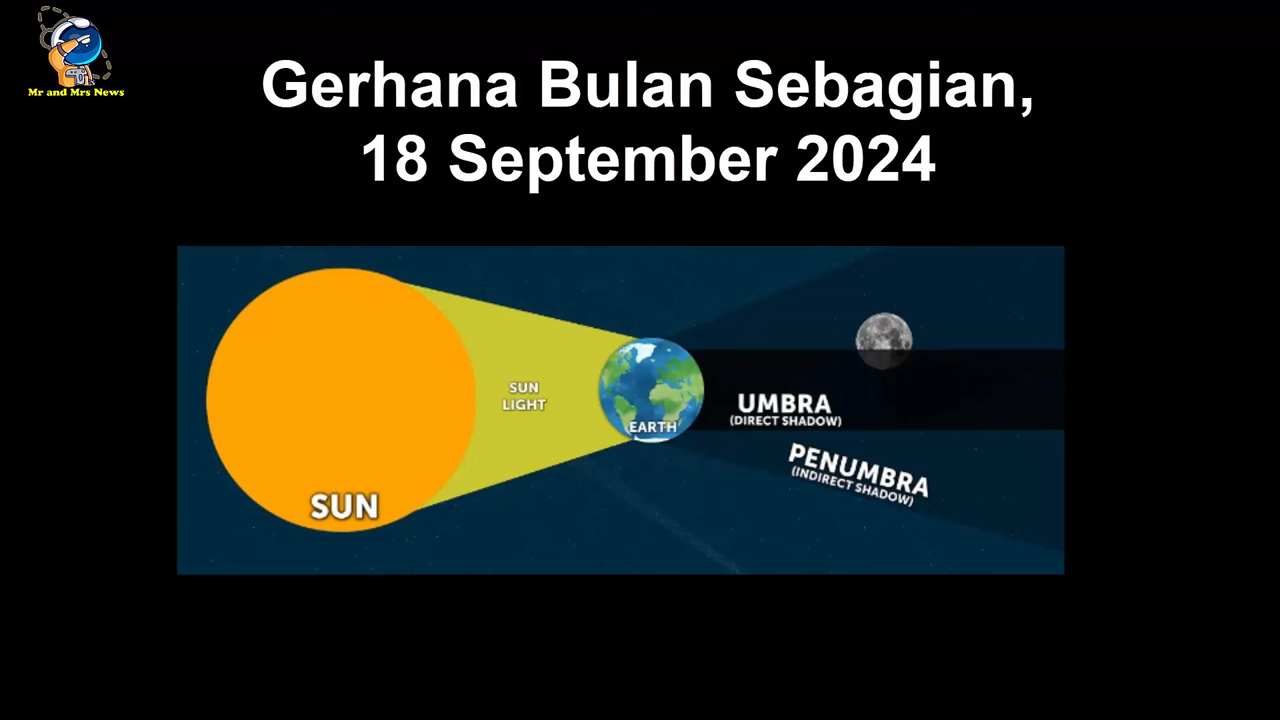 Mr and Mrs News
Gerhana Bulan Sebagian,
18 September 2024
SUN
LIGHT
EARTH
SUN
UMBRA
(DIRECT SHADOW)
PENUMBRA
(INDIRECT SHADOW)